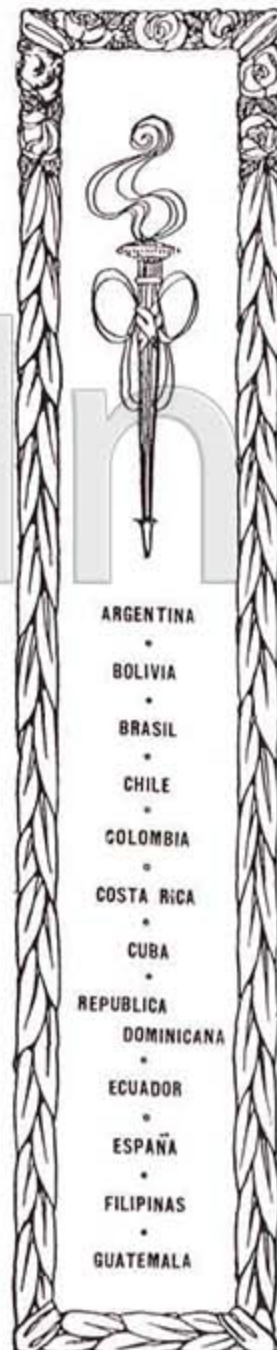 ARGENTINA
•
BOLIVIA
•
BRASIL
•
CHILE
•
COLOMBIA
•
COSTA RiCA
•
CUBA
•
REPUBLICA
DOMINICANA
•
ECUADOR
•
ESPAÑA
•
FILIPINAS
•
GUATEMALA